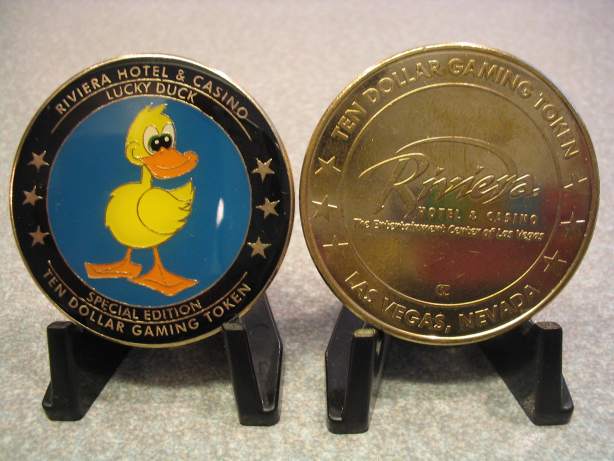 RIVIERA HOTEL & CASINO
LUCKY DUCK
SPECIAL EDITION
TEN DOLLAR GAMING TOKEN
TEN DOLLAR GAMING TOKEN
Riviera
HOTEL & CASINO
The Entertainment Center of Las Vegas
LAS VEGAS, NEVADA